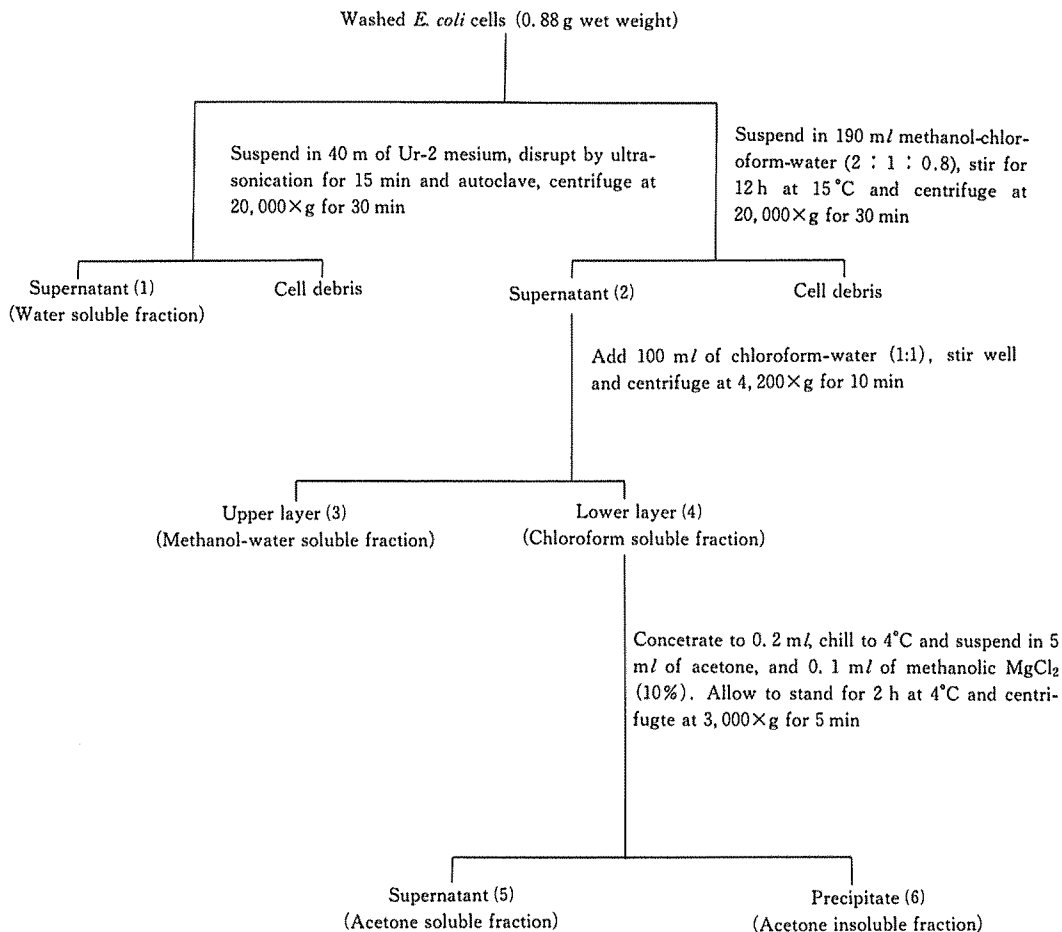 Washed E. coli cells (0.88 g wet weight)
Suspend in 40 m of Ur-2 mesium, disrupt by ultra-
sonication for 15 min and autoclave, centrifuge at
20,000×g for 30 min
Suspend in 190 ml methanol-chlor-
oform-water (2 : 1 : 0.8), stir for
12 h at 15°C and centrifuge at
20,000×g for 30 min
Supernatant (1)
(Water soluble fraction)
Cell debris
Supernatant (2)
Cell debris
Add 100 ml of chloroform-water (1:1), stir well
and centrifuge at 4,200×g for 10 min
Upper layer (3)
(Methanol-water soluble fraction)
Lower layer (4)
(Chloroform soluble fraction)
Concetrate to 0.2 ml, chill to 4°C and suspend in 5
ml of acetone, and 0.1 ml of methanolic MgCl₂
(10%). Allow to stand for 2 h at 4°C and centri-
fugte at 3,000×g for 5 min
Supernatant (5)
(Acetone soluble fraction)
Precipitate (6)
(Acetone insoluble fraction)